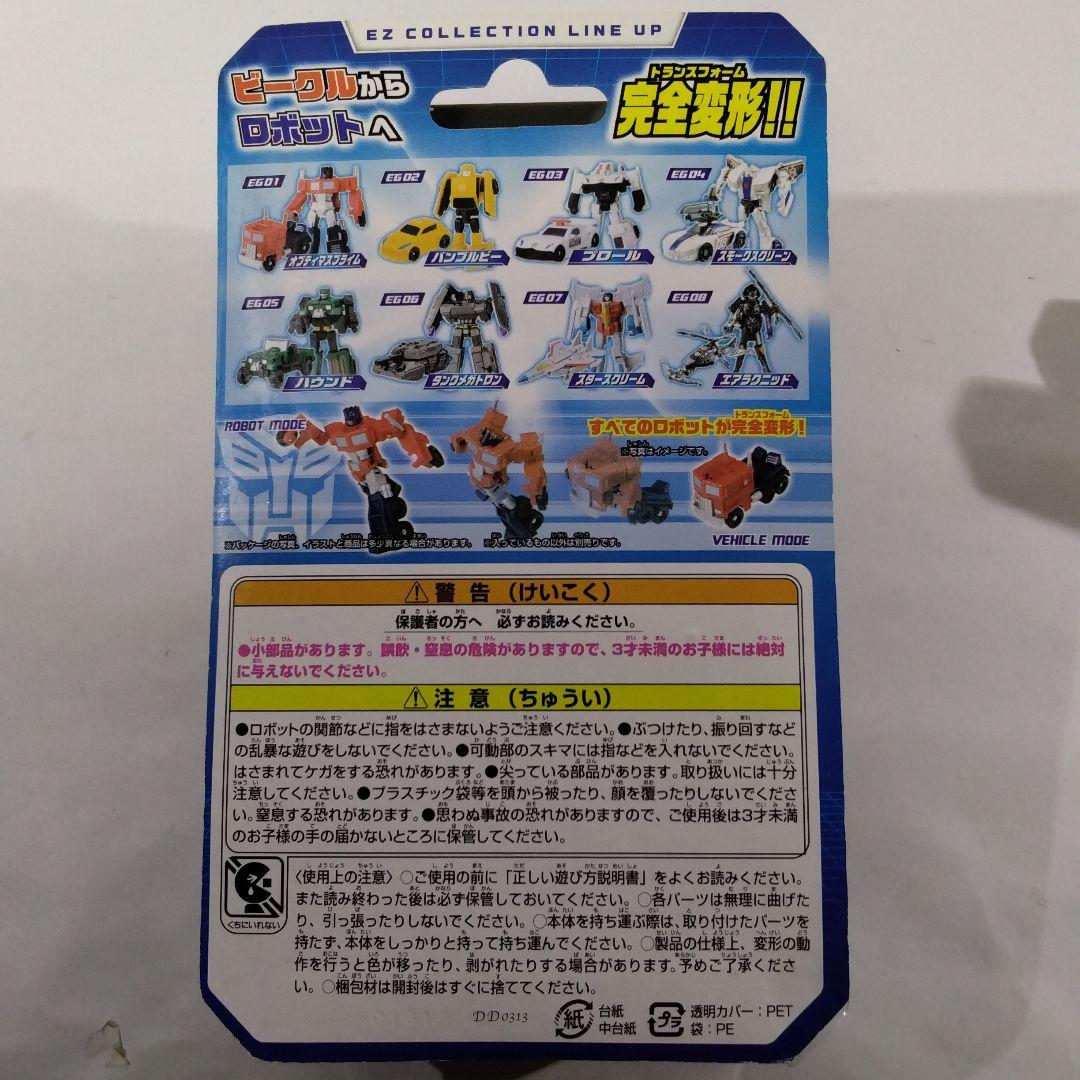 EZ COLLECTION LINE UP
ビークルから
ロボットへ
トランスフォーム
完全変形!!
EG01
オプティマスプライム
EG02
バンブルビー
EG03
プロール
EG04
スモークスクリーン
EG05
ハウンド
EG06
タンクメガトロン
EG07
スタースクリーム
EG08
エアラクニッド
ROBOT MODE
トランスフォーム
すべてのロボットが完全変形!
※写真はイメージです。
VEHICLE MODE
※パッケージの写真、イラストと商品は多少異なる場合があります。
※入っているもの以外は別売りです。
⚠警告(けいこく)
保護者の方へ 必ずお読みください。
●小部品があります。誤飲・窒息の危険がありますので、3才未満のお子様には絶対
に与えないでください。
⚠注意(ちゅうい)
●ロボットの関節などに指をはさまないようご注意ください。●ぶつけたり、振り回すなど
の乱暴な遊びをしないでください。●可動部のスキマには指などを入れないでください。
はさまれてケガをする恐れがあります。●尖っている部品があります。取り扱いには十分
注意してください。●プラスチック袋等を頭から被ったり、顔を覆ったりしないでくださ
い。窒息する恐れがあります。●思わぬ事故の恐れがありますので、ご使用後は3才未満
のお子様の手の届かないところに保管してください。
くちにいれない
〈使用上の注意〉○ご使用の前に「正しい遊び方説明書」をよくお読みください。
また読み終わった後は必ず保管しておいてください。○各パーツは無理に曲げた
り、引っ張ったりしないでください。○本体を持ち運ぶ際は、取り付けたパーツを
持たず、本体をしっかりと持って持ち運んでください。○製品の仕様上、変形の動
作を行うと色が移ったり、剥がれたりする場合があります。予めご了承くださ
い。○梱包材は開封後はすぐに捨ててください。
DD0313
紙
台紙
中台紙
プラ
透明カバー:PET
袋:PE